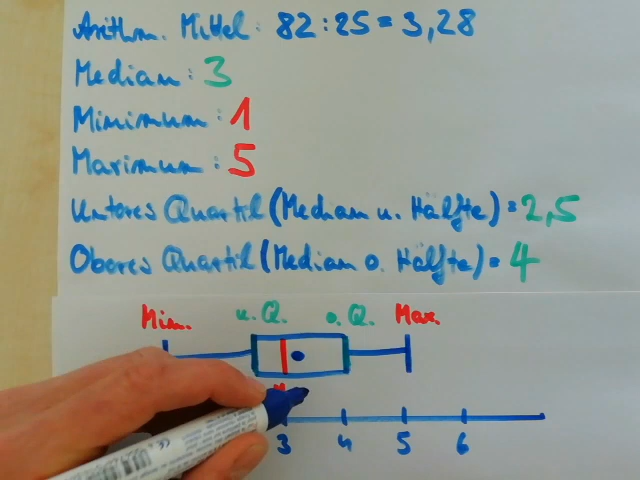 Arithm. Mittel: 82:25=3,28
Median: 3
Minimum: 1
Maximum: 5
Unteres Quartil (Median u. Hälfte)=2,5
Oberes Quartil (Median o. Hälfte)=4
Min. u.Q. o.Q. Max.
3 4 5 6